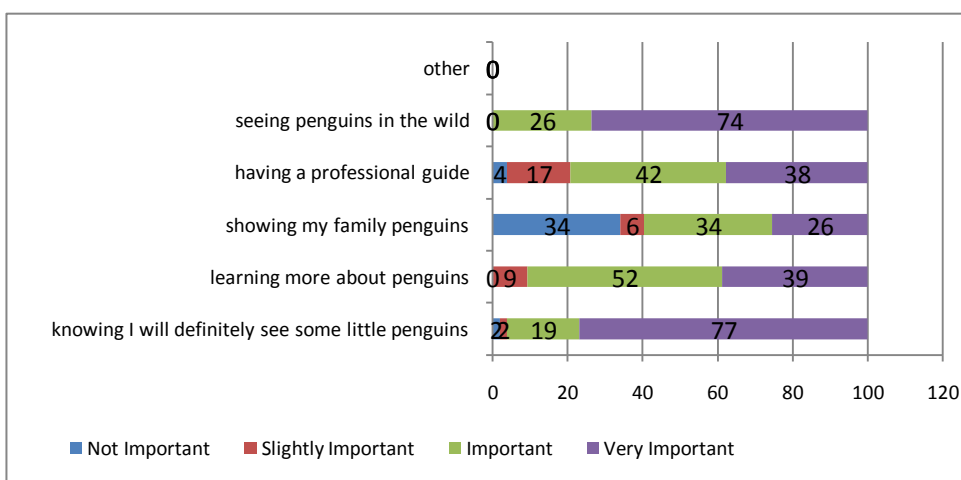 other 0
seeing penguins in the wild 0 26 74
having a professional guide 4 17 42 38
showing my family penguins 34 6 34 26
learning more about penguins 0 9 52 39
knowing I will definitely see some little penguins 2 2 19 77
0 20 40 60 80 100 120
Not Important Slightly Important Important Very Important